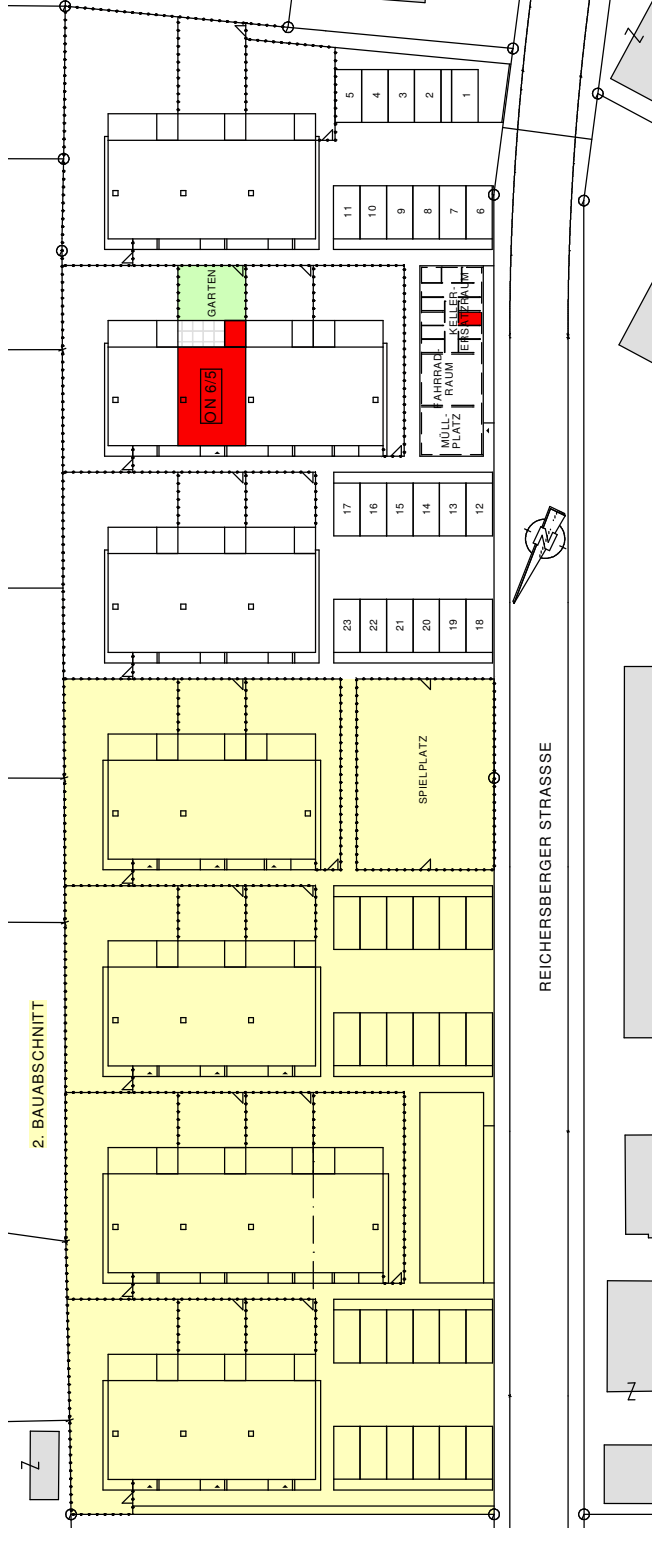 5
4
3
2
1
11
10
9
8
7
6
GARTEN
ON 6/5
KELLER-
ERSATZRAUM
FAHRRAD-
RAUM
MÜLL-
PLATZ
17
16
15
14
13
12
23
22
21
20
19
18
SPIELPLATZ
REICHERSBERGER STRASSSE
2. BAUABSCHNITT